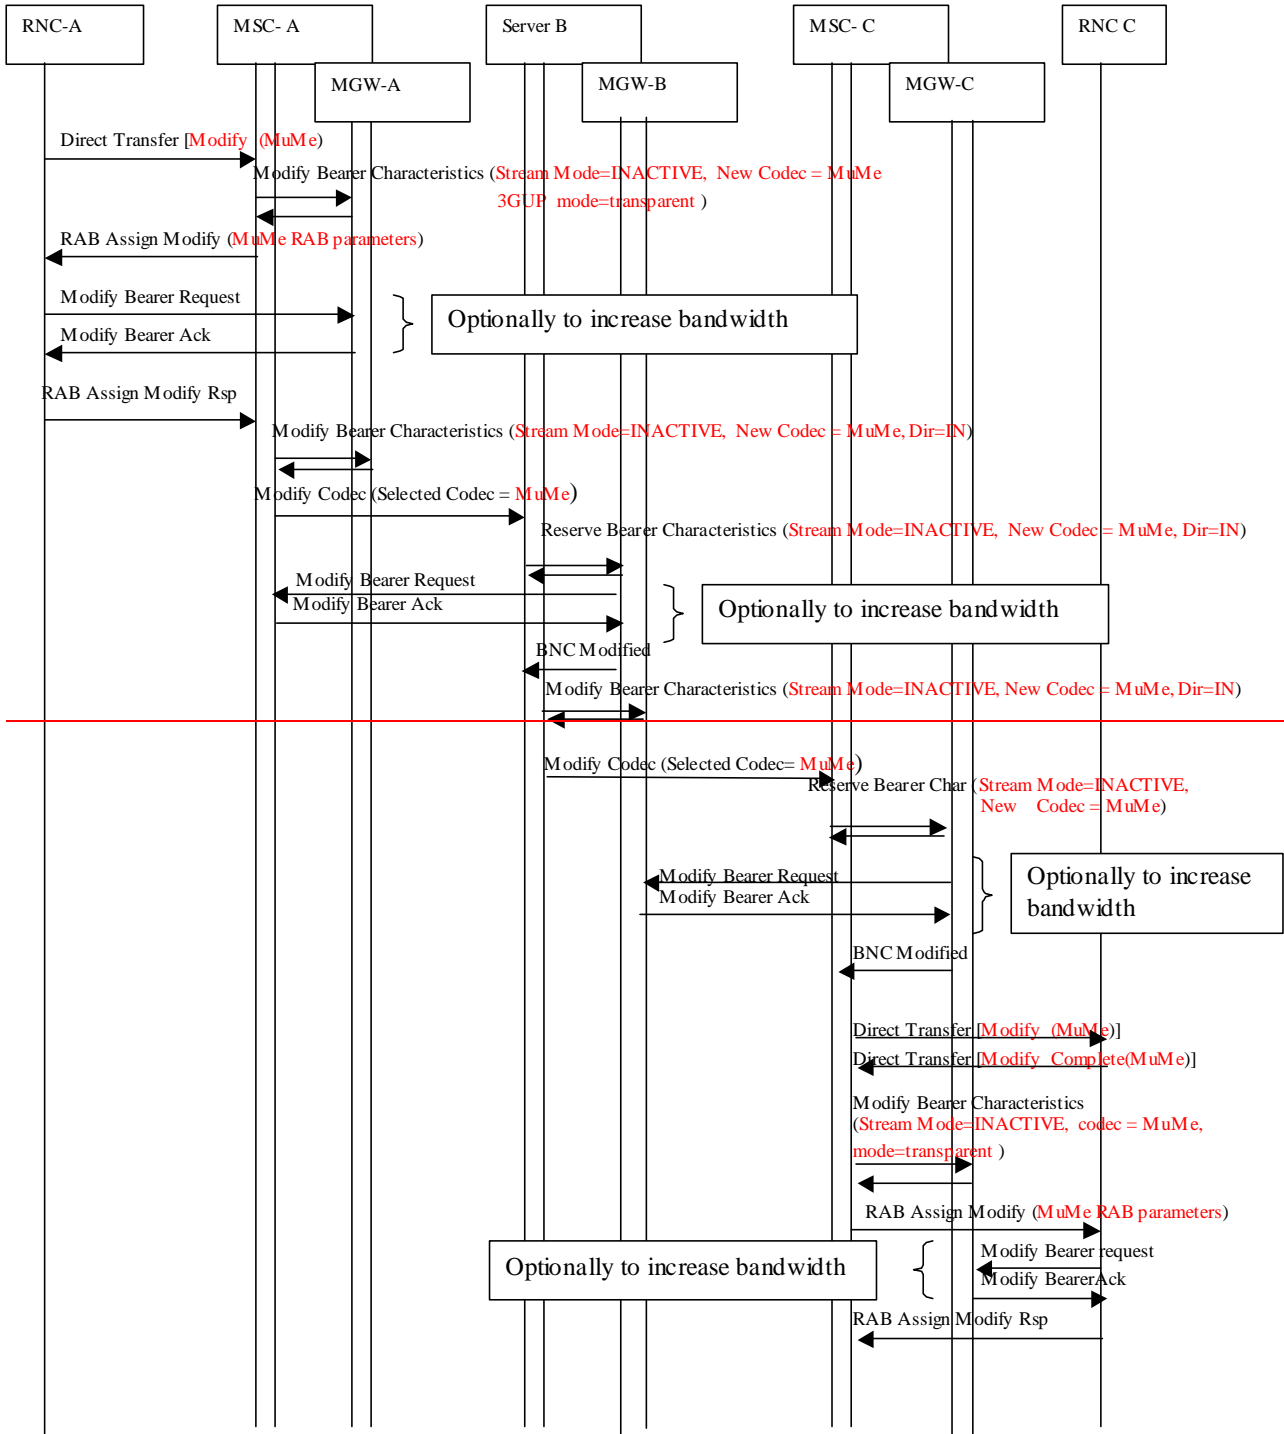 RNC-A
MSC- A
Server B
MSC- C
RNC C
MGW-A
MGW-B
MGW-C
Direct Transfer [Modify (MuMe)
Modify Bearer Characteristics (Stream Mode=INACTIVE, New Codec = MuMe
3GUP mode=transparent )
RAB Assign Modify (MuMe RAB parameters)
Modify Bearer Request
Optionally to increase bandwidth
Modify Bearer Ack
RAB Assign Modify Rsp
Modify Bearer Characteristics (Stream Mode=INACTIVE, New Codec = MuMe, Dir=IN)
Modify Codec (Selected Codec = MuMe)
Reserve Bearer Characteristics (Stream Mode=INACTIVE, New Codec = MuMe, Dir=IN)
Modify Bearer Request
Modify Bearer Ack
Optionally to increase bandwidth
BNC Modified
Modify Bearer Characteristics (Stream Mode=INACTIVE, New Codec = MuMe, Dir=IN)
Modify Codec (Selected Codec= MuMe)
Reserve Bearer Char (Stream Mode=INACTIVE,
New Codec = MuMe)
Modify Bearer Request
Modify Bearer Ack
Optionally to increase
bandwidth
BNC Modified
Direct Transfer [Modify (MuMe)]
Direct Transfer [Modify Complete(MuMe)]
Modify Bearer Characteristics
(Stream Mode=INACTIVE, codec = MuMe,
mode=transparent )
RAB Assign Modify (MuMe RAB parameters)
Optionally to increase bandwidth
Modify Bearer request
Modify BearerAck
RAB Assign Modify Rsp